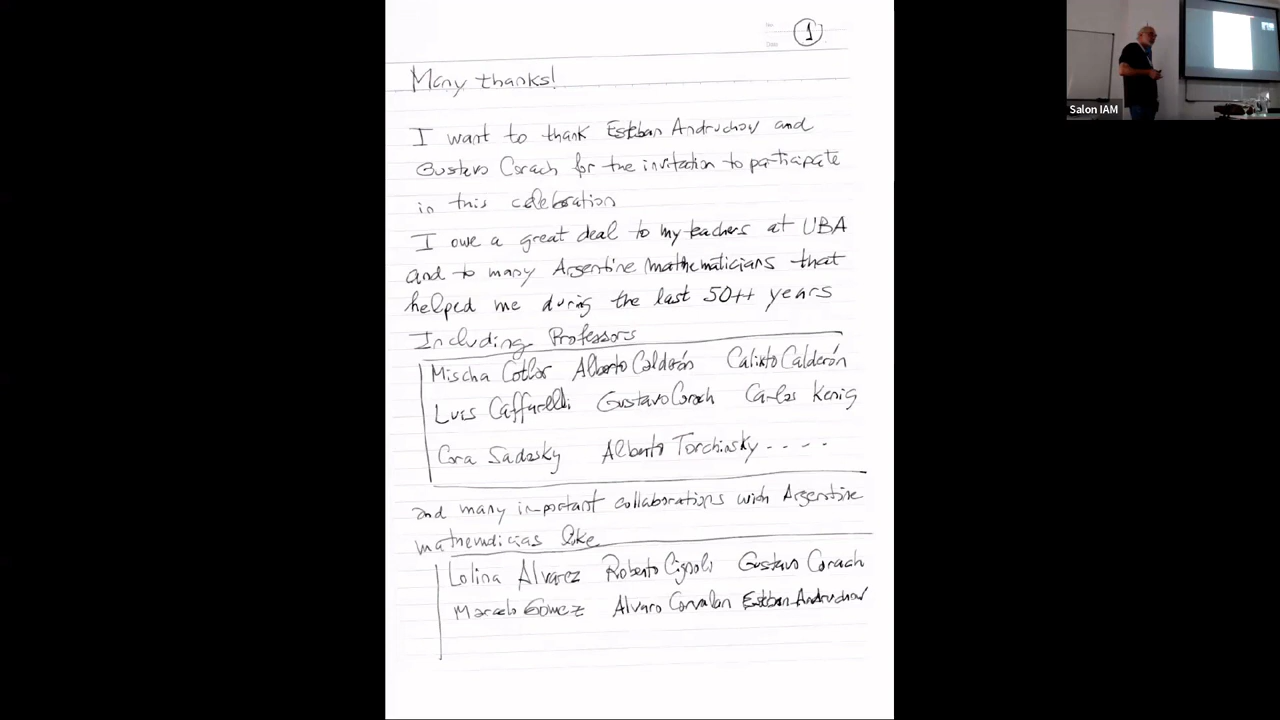 1
Many thanks!
I want to thank Esteban Andruchow and
Gustavo Corach for the invitation to participate
in this celebration
I owe a great deal to my teachers at UBA
and to many Argentine mathematicians that
helped me during the last 50++ years
Including Professors
Mischa Cotlar Alberto Calderón Calixto Calderón
Luis Caffarelli Gustavo Corach Carlos Kenig
Cora Sadosky Alberto Torchinsky - - - -
and many important collaborations with Argentine
mathemdicias like
Lolina Alvarez Roberto Cignoli Gustavo Corach
Marcelo Gomez Alvaro Corvalan Esteban Andruchow
Salon IAM